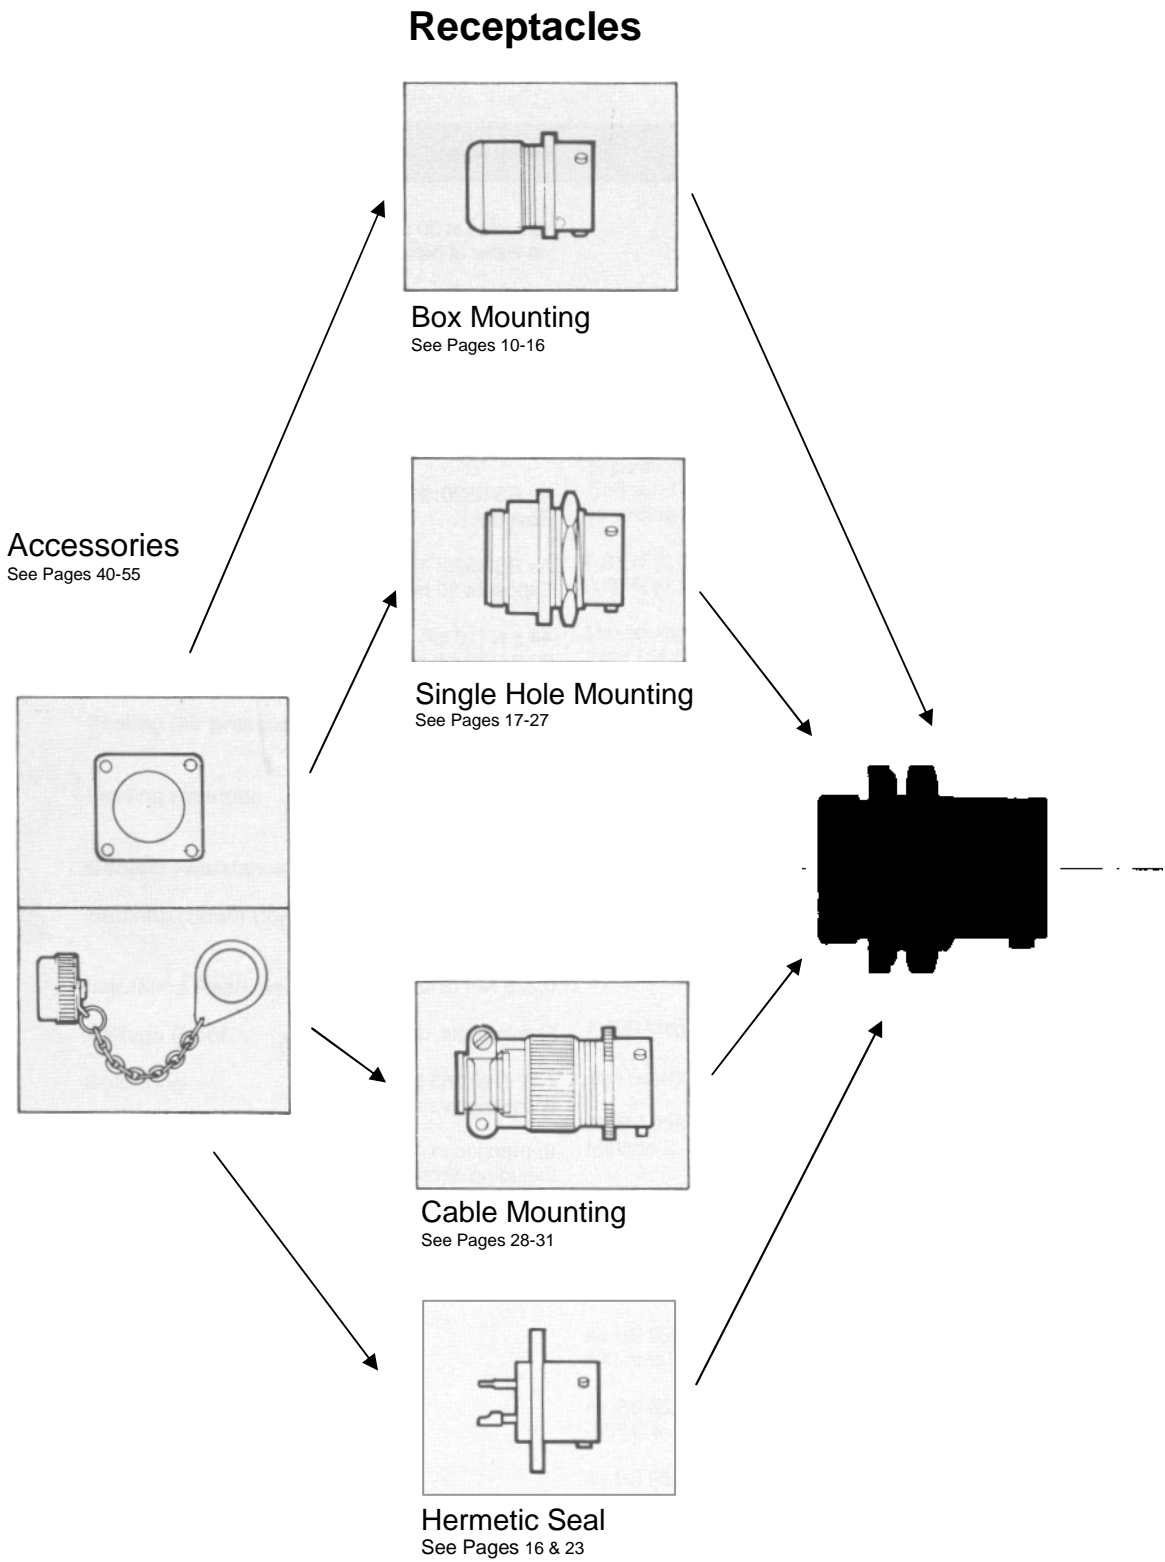 Receptacles
Box Mounting
See Pages 10-16
Accessories
See Pages 40-55
Single Hole Mounting
See Pages 17-27
Cable Mounting
See Pages 28-31
Hermetic Seal
See Pages 16 & 23